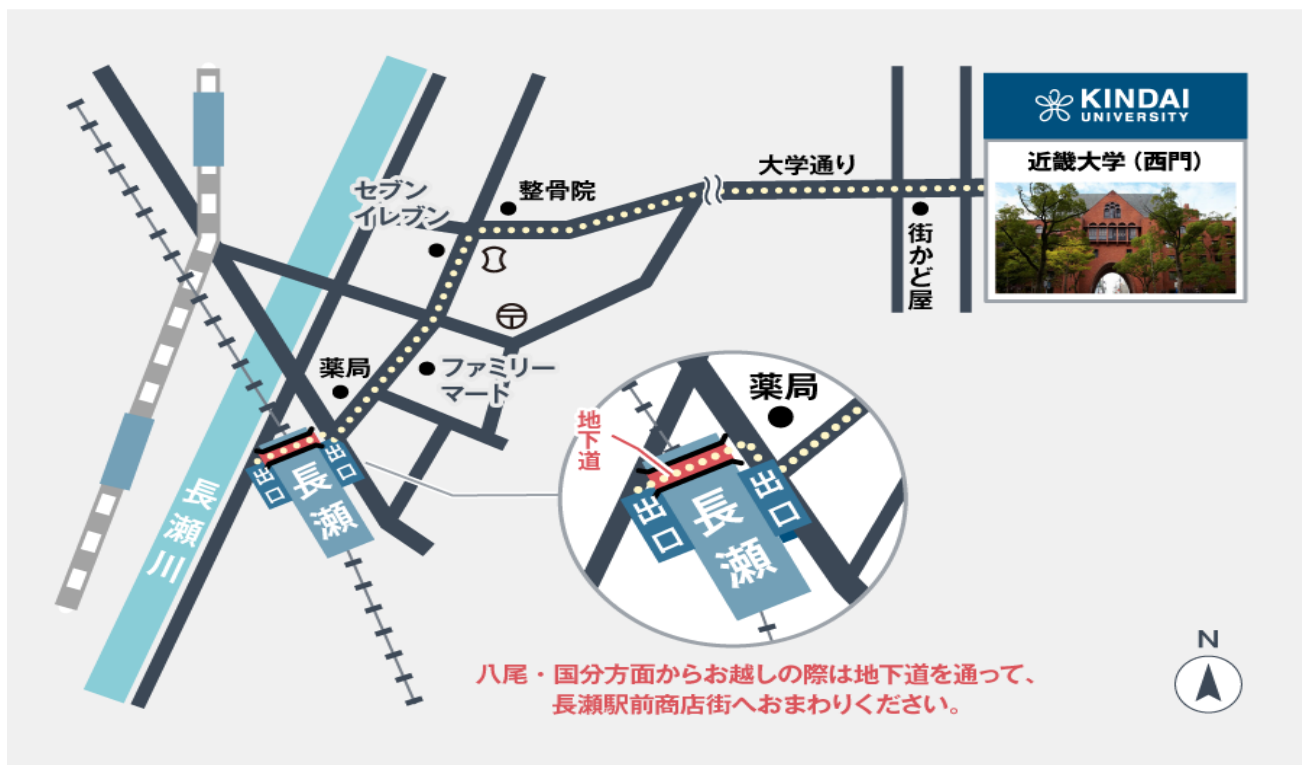 KINDAI
UNIVERSITY
近畿大学（西門）
大学通り
セブン
イレブン
整骨院
街かど屋
薬局
ファミリー
マード
出口
長瀬
出口
長瀬川
薬局
地下道
出口
長瀬
出口
八尾・国分方面からお越しの際は地下道を通って、
長瀬駅前商店街へおまわりください。
N